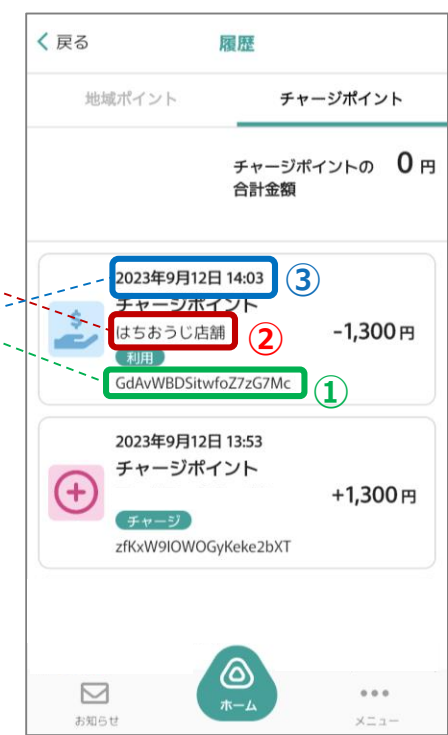 戻る
履歴
地域ポイント
チャージポイント
チャージポイントの 0 円
合計金額
2023年9月12日 14:03
③
チャージポイント
はちおうじ店舗
②
-1,300 円
利用
GdAvWBDSitwfoZ7zG7Mc
①
2023年9月12日 13:53
チャージポイント
+1,300 円
チャージ
zfKxW9IOWOGyKeke2bXT
お知らせ
ホーム
メニュー